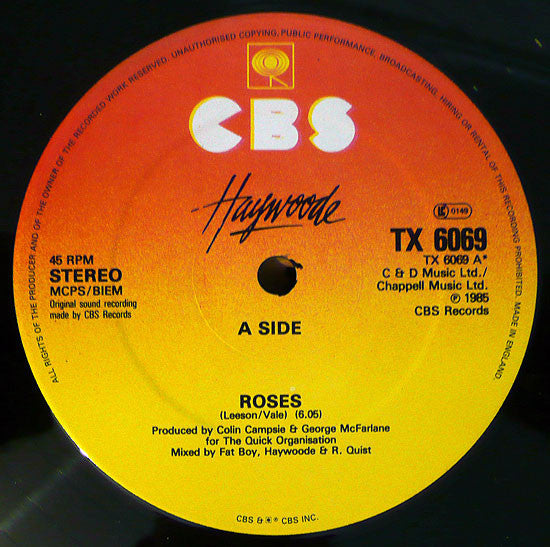 ALL RIGHTS OF THE PRODUCER AND OF THE OWNER OF THE RECORDED WORK RESERVED. UNAUTHORISED COPYING, PUBLIC PERFORMANCE, BROADCASTING, HIRING OR RENTAL OF THIS RECORDING PROHIBITED. MADE IN ENGLAND.
CBS
Haywoode
LC 0149
45 RPM
STEREO
MCPS/BIEM
Original sound recording
made by CBS Records
TX 6069
TX 6069 A*
C & D Music Ltd./
Chappell Music Ltd.
℗ 1985
CBS Records
A SIDE
ROSES
(Leeson/Vale) (6.05)
Produced by Colin Campsie & George McFarlane
for The Quick Organisation
Mixed by Fat Boy, Haywoode & R. Quist
CBS & ® CBS INC.